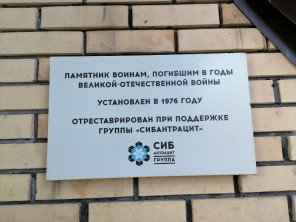 ПАМЯТНИК ВОИНАМ, ПОГИБШИМ В ГОДЫ
ВЕЛИКОЙ ОТЕЧЕСТВЕННОЙ ВОЙНЫ
УСТАНОВЛЕН В 1976 ГОДУ
ОТРЕСТАВРИРОВАН ПРИ ПОДДЕРЖКЕ
ГРУППЫ «СИБАНТРАЦИТ»
СИБ
АНТРАЦИТ
ГРУППА